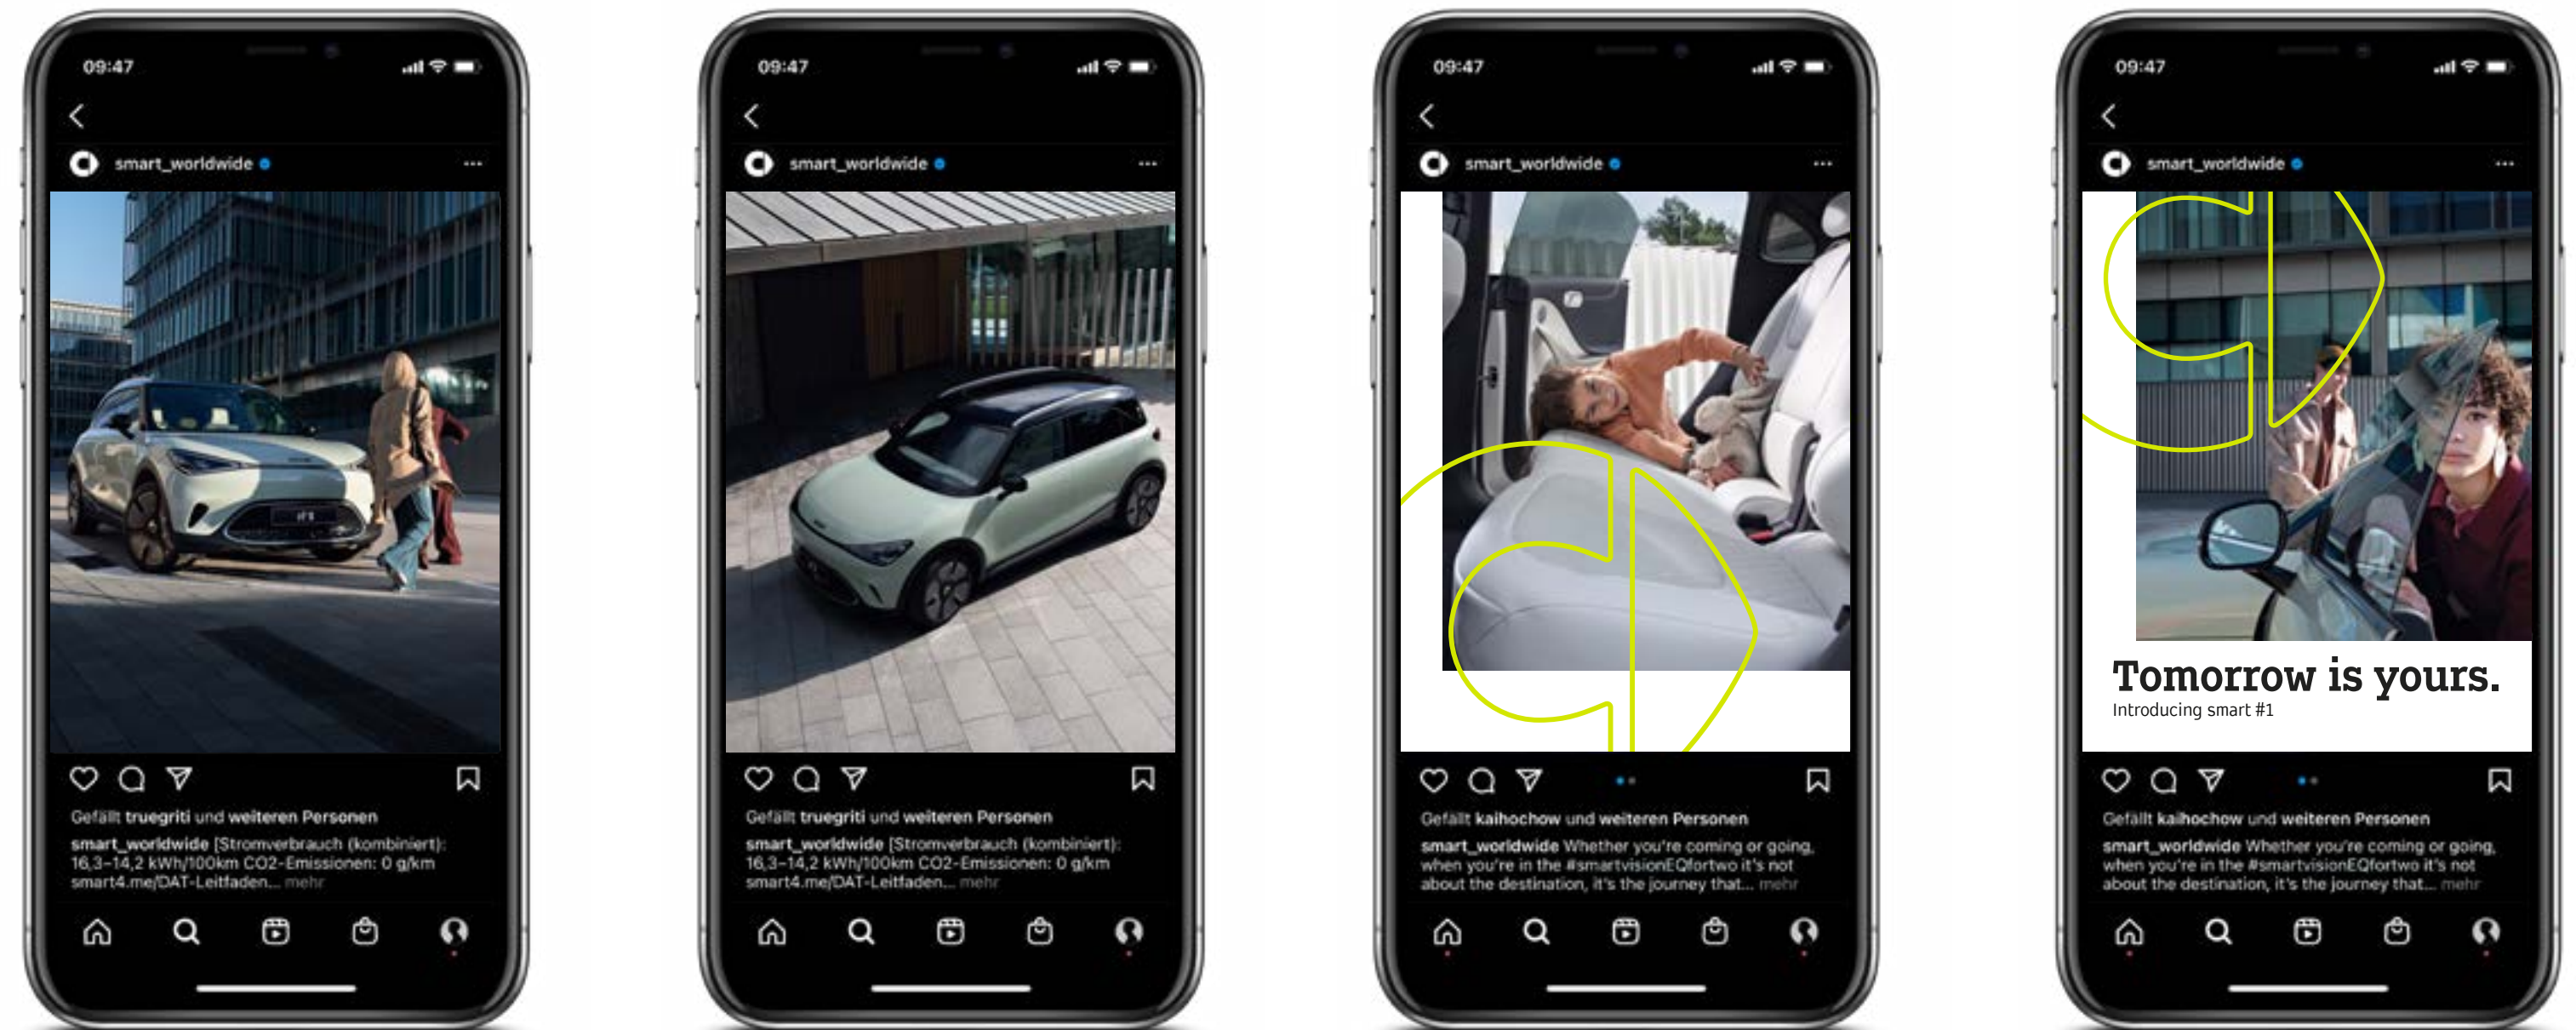 09:47
smart_worldwide
Gefällt truegriti und weiteren Personen
smart_worldwide [Stromverbrauch (kombiniert):
16,3–14,2 kWh/100km CO2-Emissionen: 0 g/km
smart4.me/DAT-Leitfaden... mehr
09:47
smart_worldwide
Gefällt truegriti und weiteren Personen
smart_worldwide [Stromverbrauch (kombiniert):
16,3–14,2 kWh/100km CO2-Emissionen: 0 g/km
smart4.me/DAT-Leitfaden... mehr
09:47
smart_worldwide
Gefällt kaihochow und weiteren Personen
smart_worldwide Whether you're coming or going,
when you're in the #smartvisionEQfortwo it's not
about the destination, it's the journey that... mehr
09:47
smart_worldwide
Tomorrow is yours.
Introducing smart #1
Gefällt kaihochow und weiteren Personen
smart_worldwide Whether you're coming or going,
when you're in the #smartvisionEQfortwo it's not
about the destination, it's the journey that... mehr